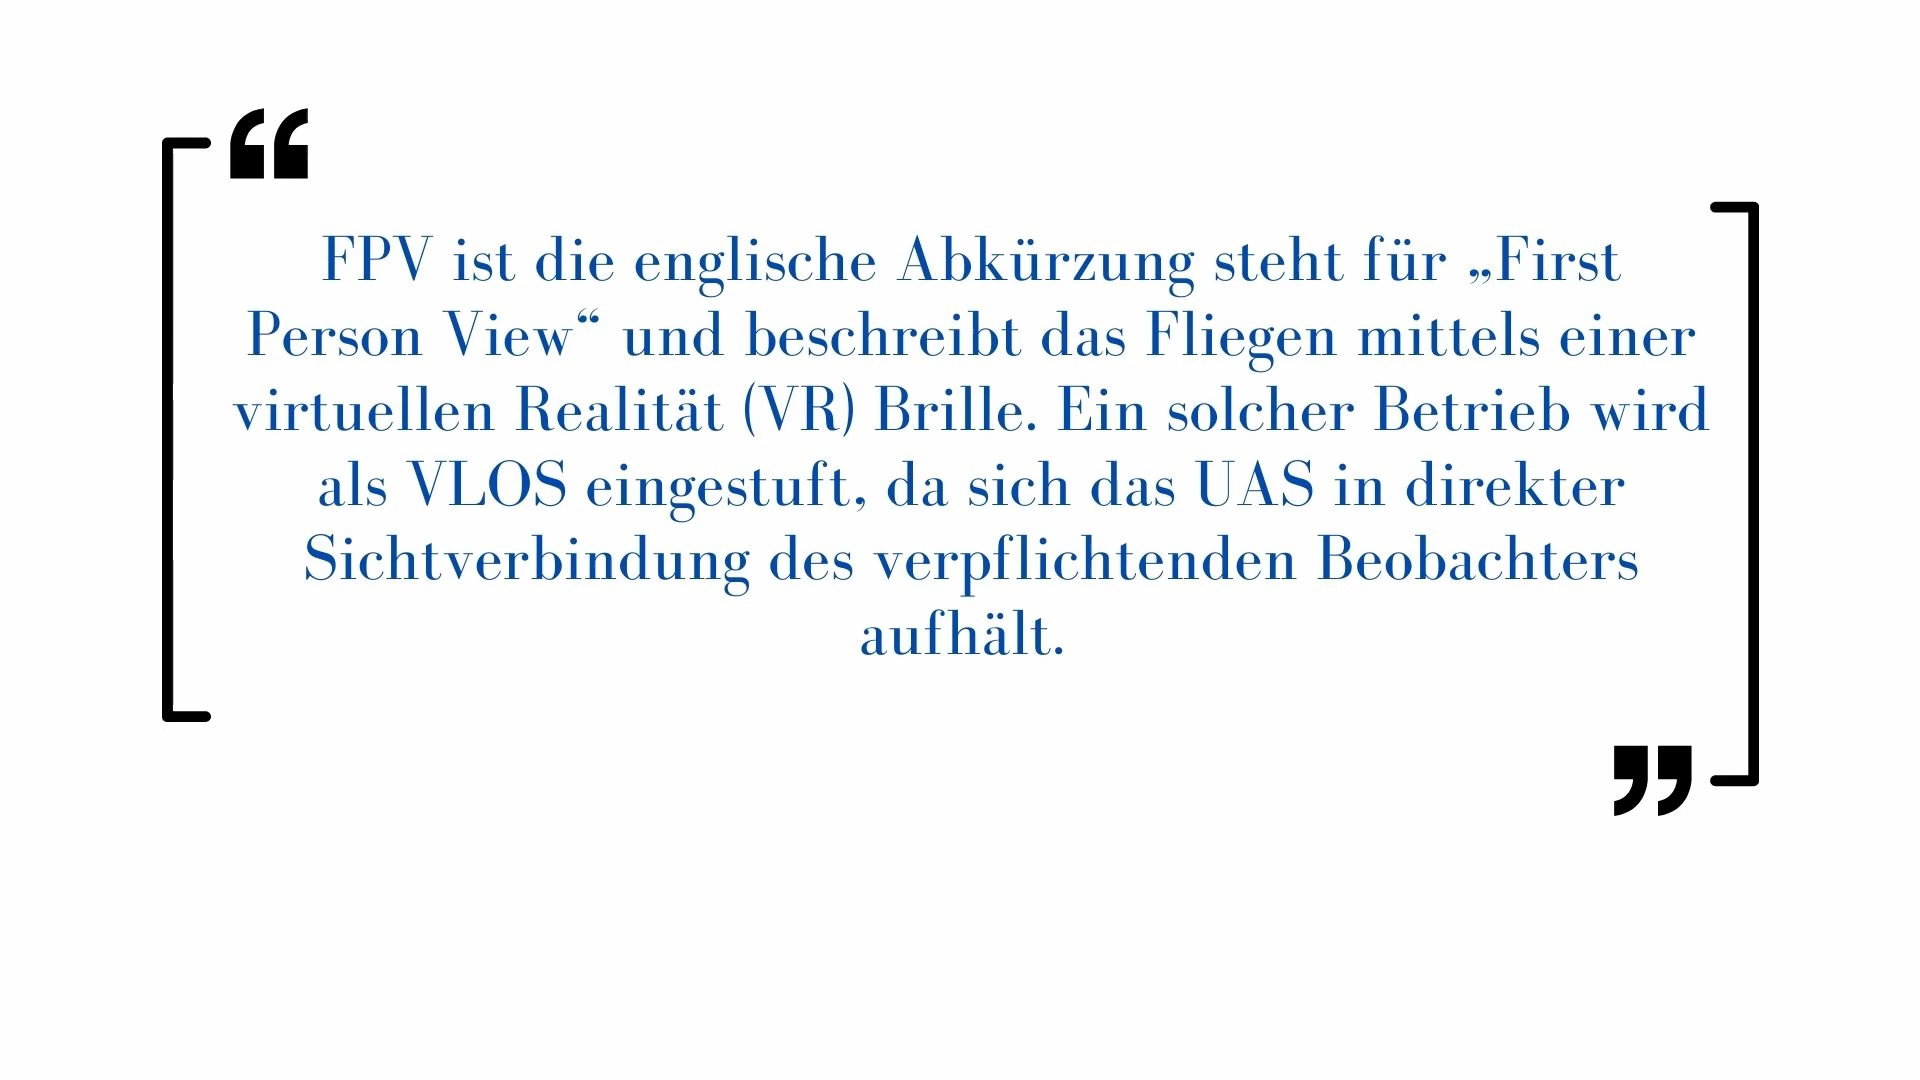 “
FPV ist die englische Abkürzung steht für „First
Person View“ und beschreibt das Fliegen mittels einer
virtuellen Realität (VR) Brille. Ein solcher Betrieb wird
als VLOS eingestuft, da sich das UAS in direkter
Sichtverbindung des verpflichtenden Beobachters
aufhält.
”